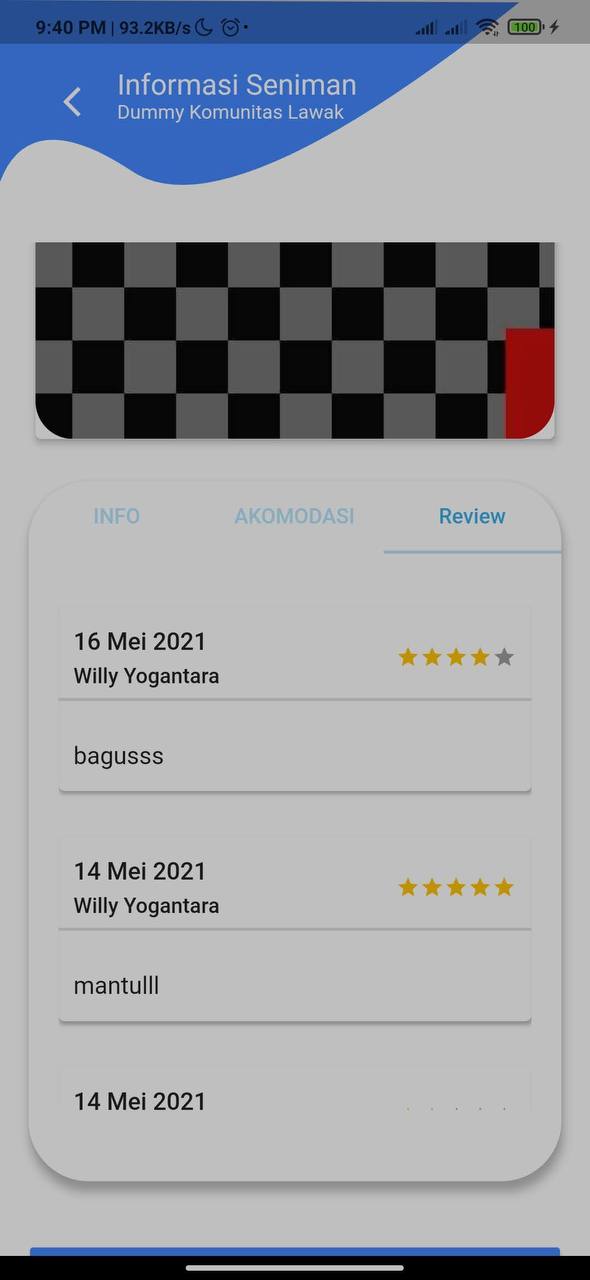 9:40 PM | 93.2KB/s
100
Informasi Seniman
Dummy Komunitas Lawak
INFO AKOMODASI Review
16 Mei 2021
Willy Yogantara
bagusss
14 Mei 2021
Willy Yogantara
mantulll
14 Mei 2021